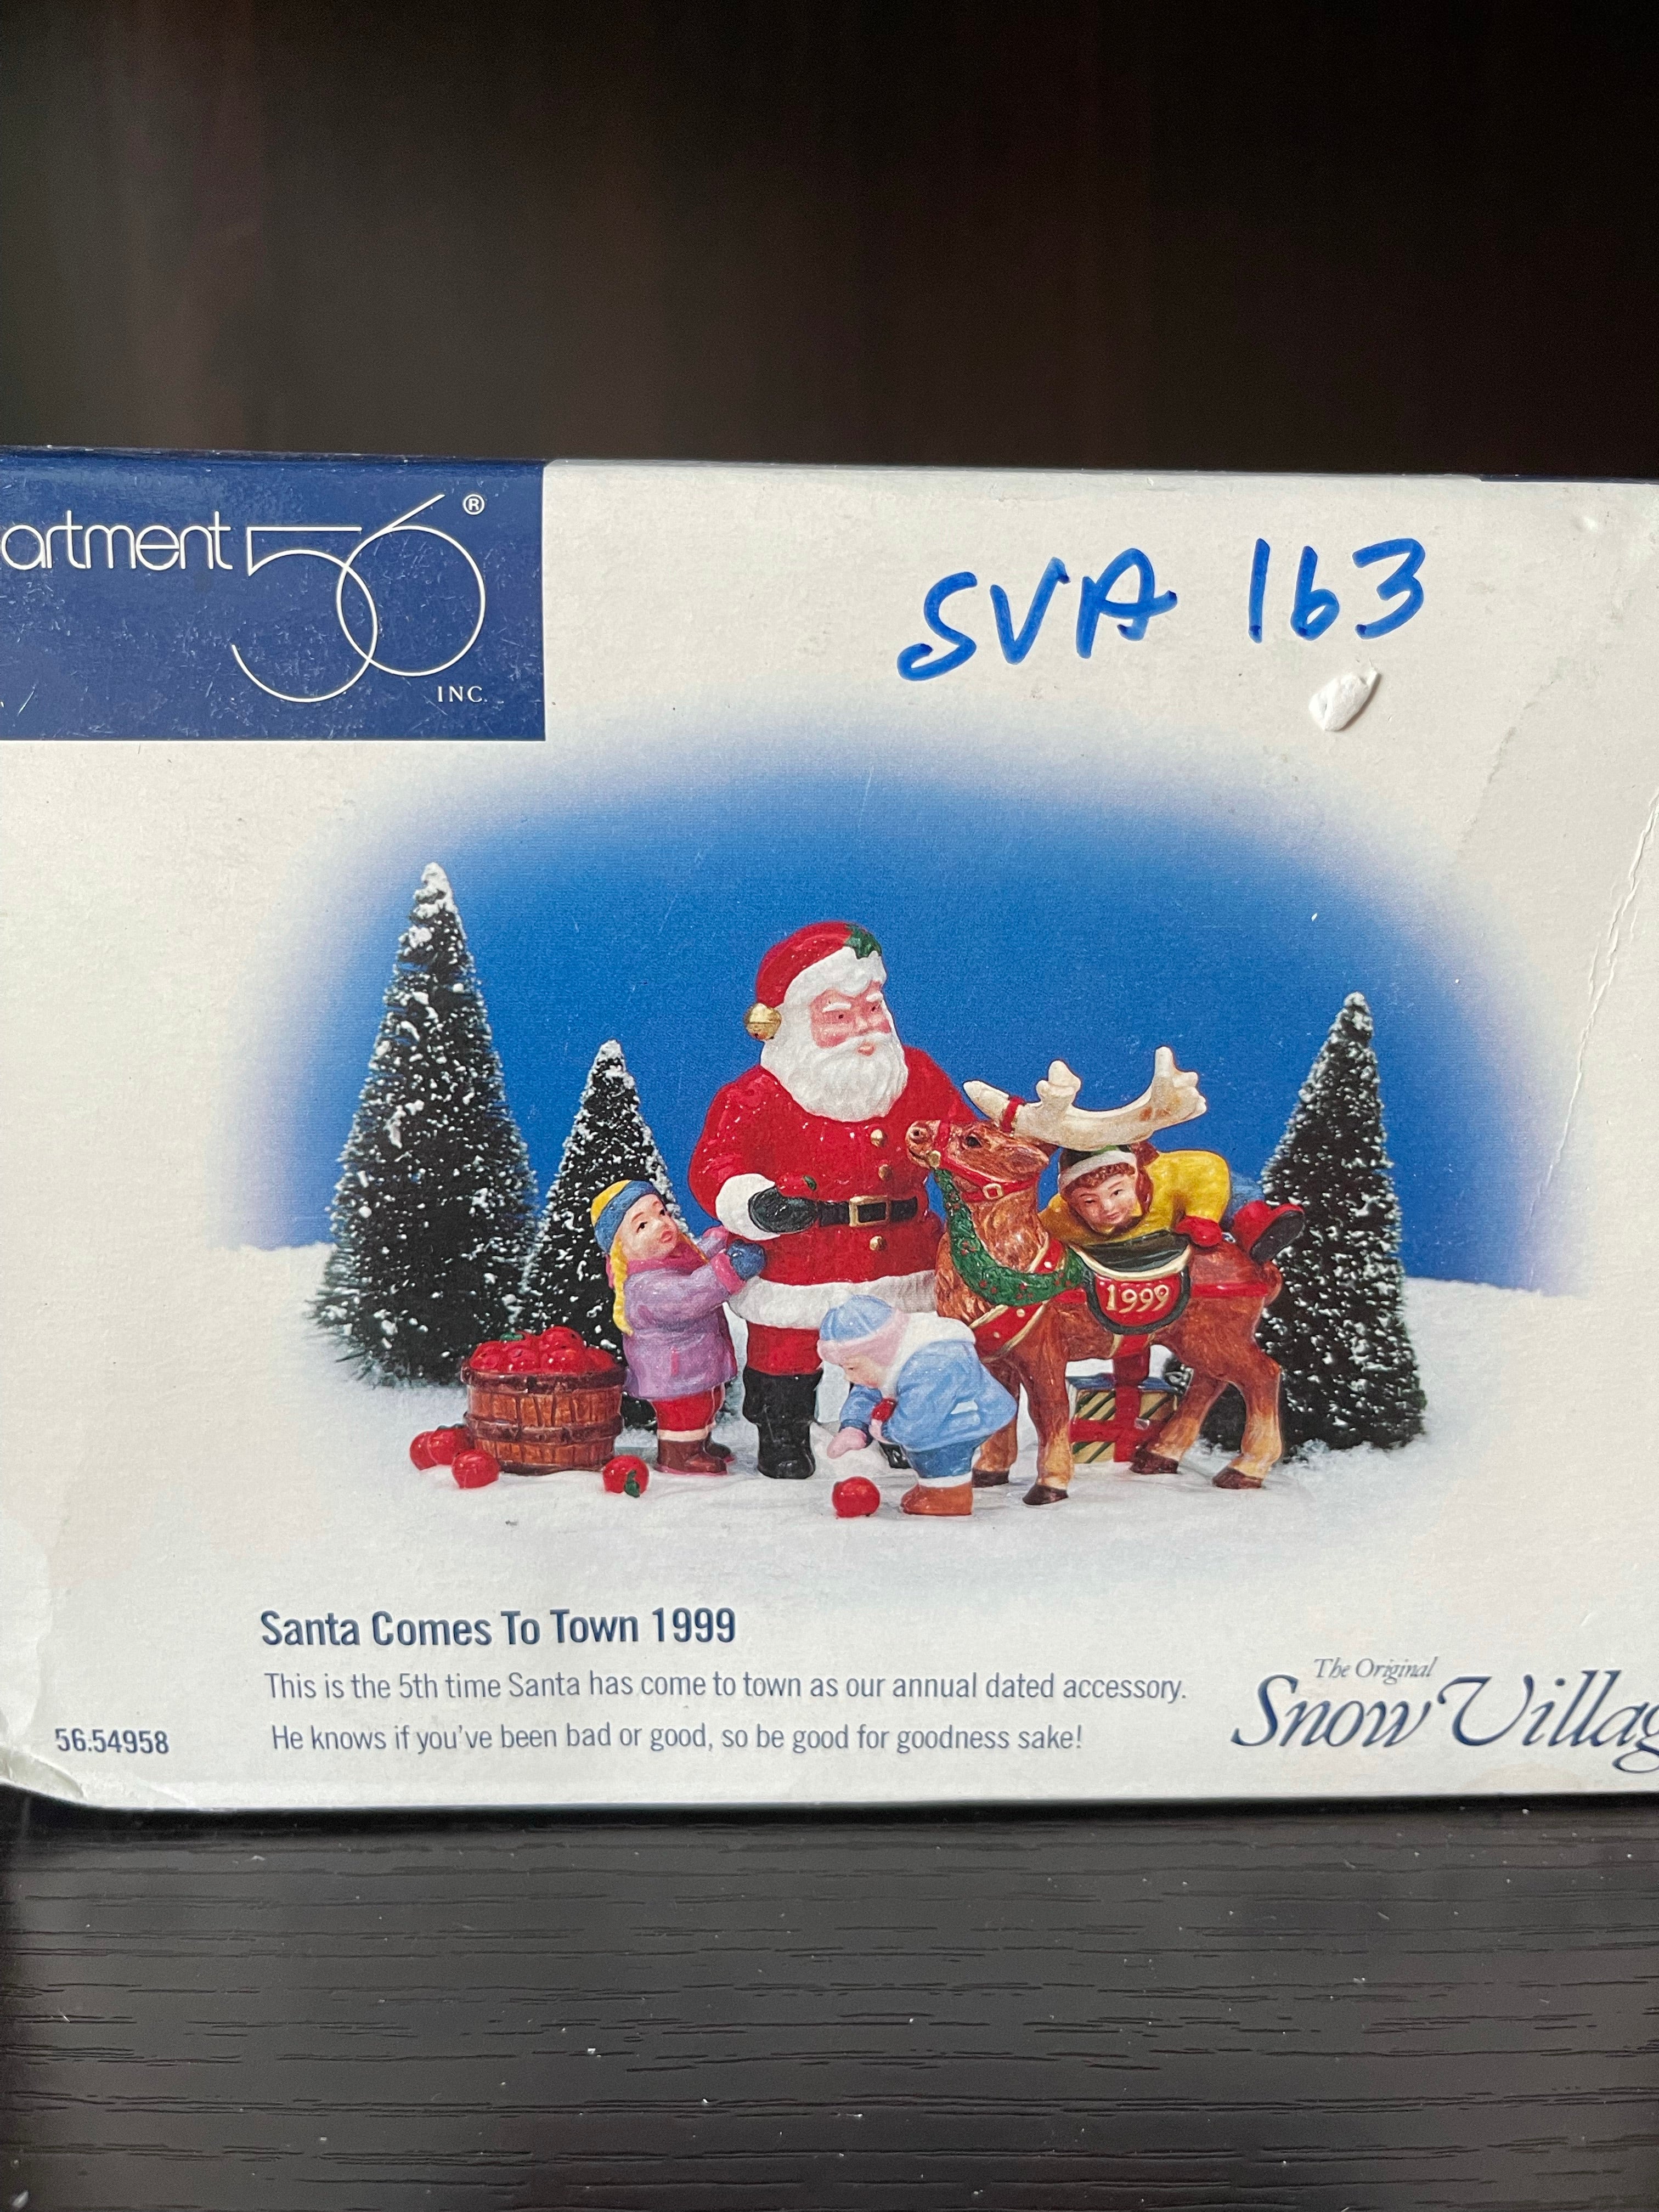 artment 56®
INC.
SVA 163
1999
Santa Comes To Town 1999
This is the 5th time Santa has come to town as our annual dated accessory.
He knows if you've been bad or good, so be good for goodness sake!
56.54958
The Original
Snow Villag